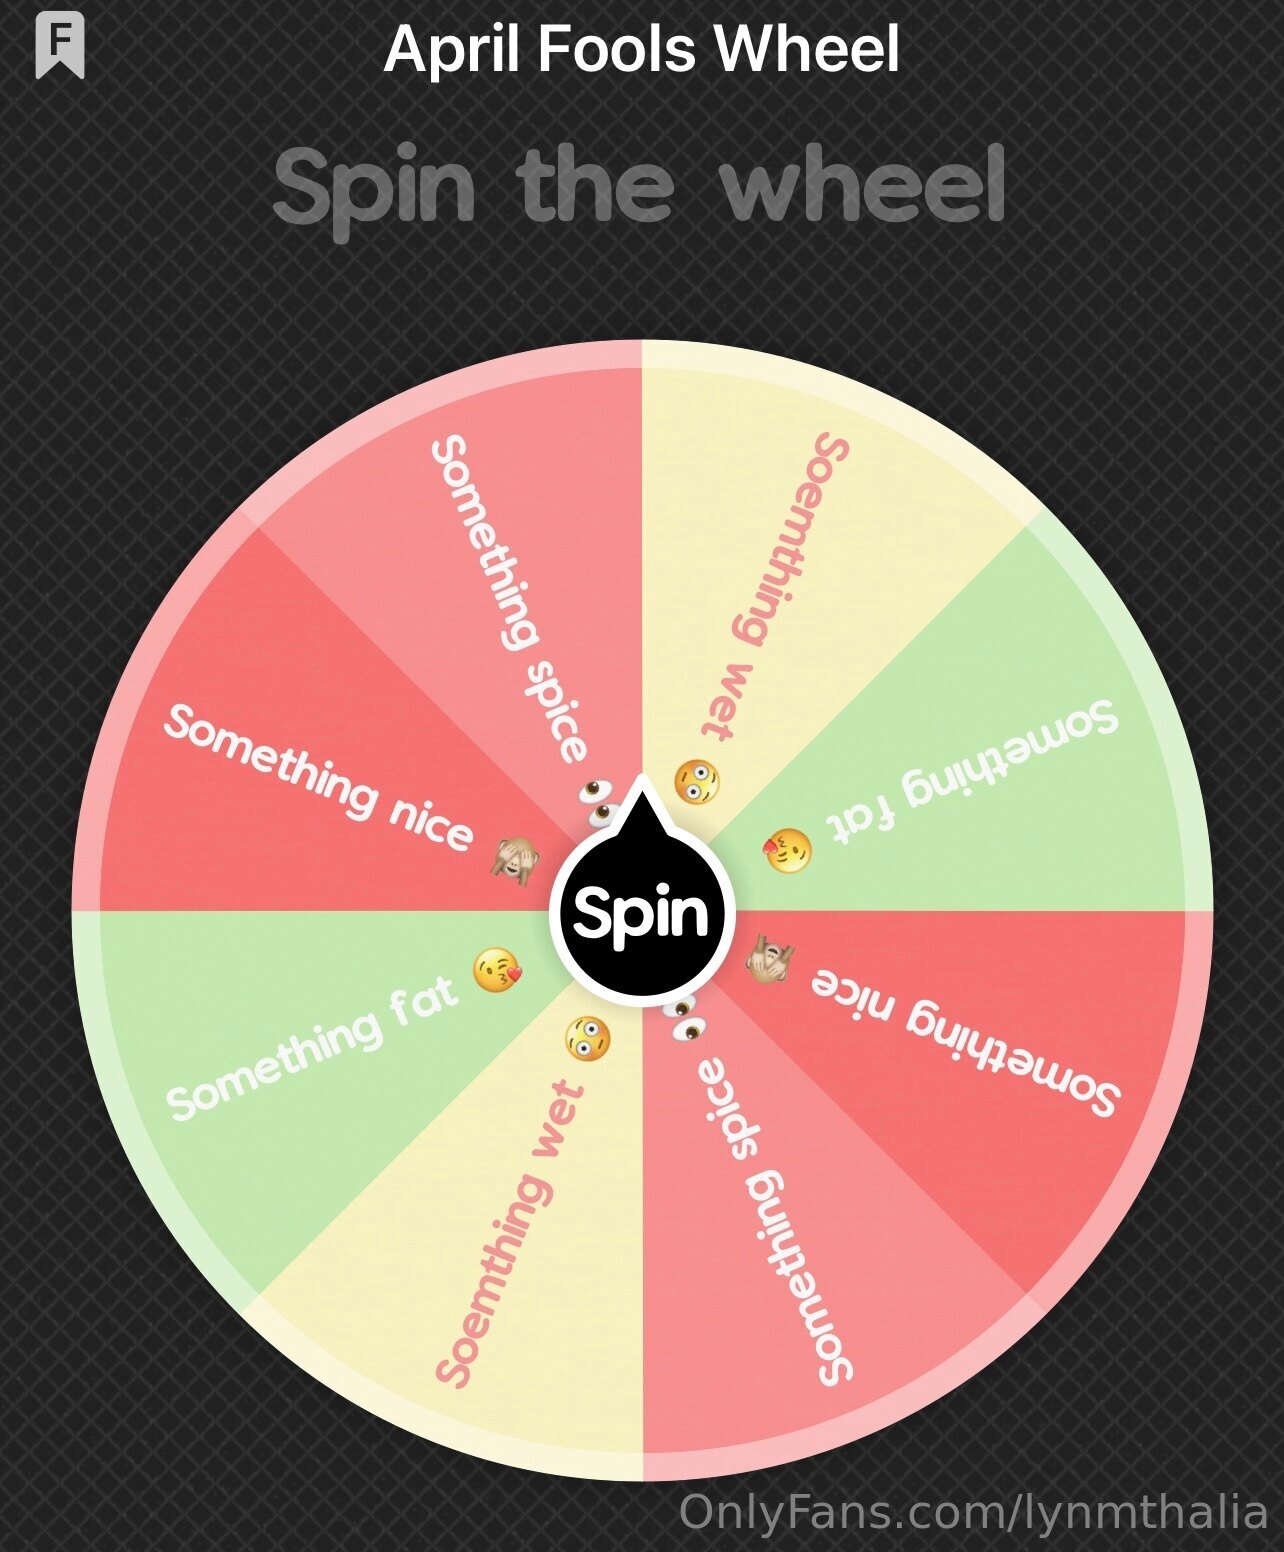 F
April Fools Wheel
Spin the wheel
Something spice 👀
Soemthing wet 😳
Something nice 🙈
Something fat 😘
Spin
Something fat 😘
Something nice 🙈
Soemthing wet 😳
Something spice 👀
OnlyFans.com/lynmthalia